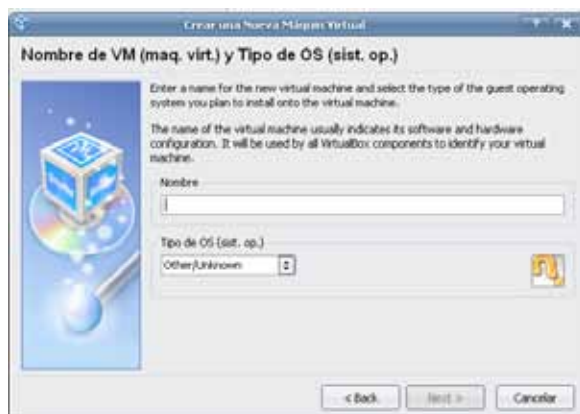 Crear una Nueva Máquin Virtual
Nombre de VM (maq. virt.) y Tipo de OS (sist. op.)
Enter a name for the new virtual machine and select the type of the guest operating
system you plan to install onto the virtual machine.
The name of the virtual machine usually indicates its software and hardware
configuration. It will be used by all VirtualBox components to identify your virtual
machine.
Nombre
Tipo de OS (sist. op.)
Other/Unknown
< Back
Next >
Cancelar